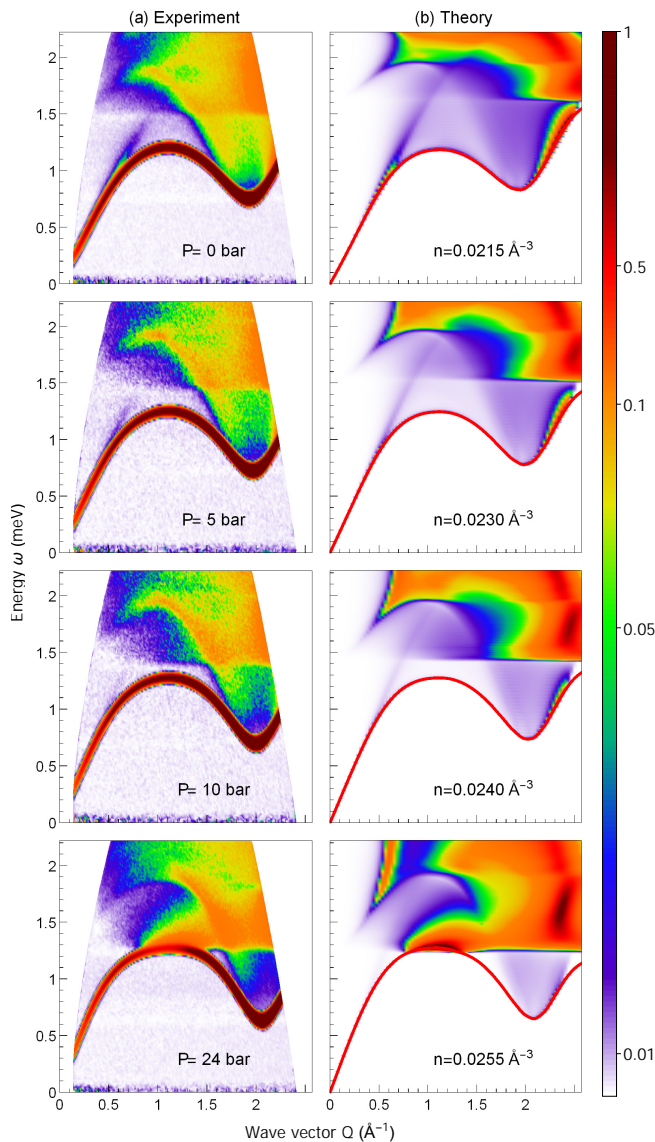 (a) Experiment
(b) Theory
2
1.5
1
0.5
0
P= 0 bar
n=0.0215 Å⁻³
2
1.5
1
0.5
0
P= 5 bar
n=0.0230 Å⁻³
2
1.5
1
0.5
0
P= 10 bar
n=0.0240 Å⁻³
2
1.5
1
0.5
0
P= 24 bar
n=0.0255 Å⁻³
0 0.5 1 1.5 2
0 0.5 1 1.5 2
Energy ω (meV)
Wave vector Q (Å⁻¹)
1
0.5
0.1
0.05
0.01